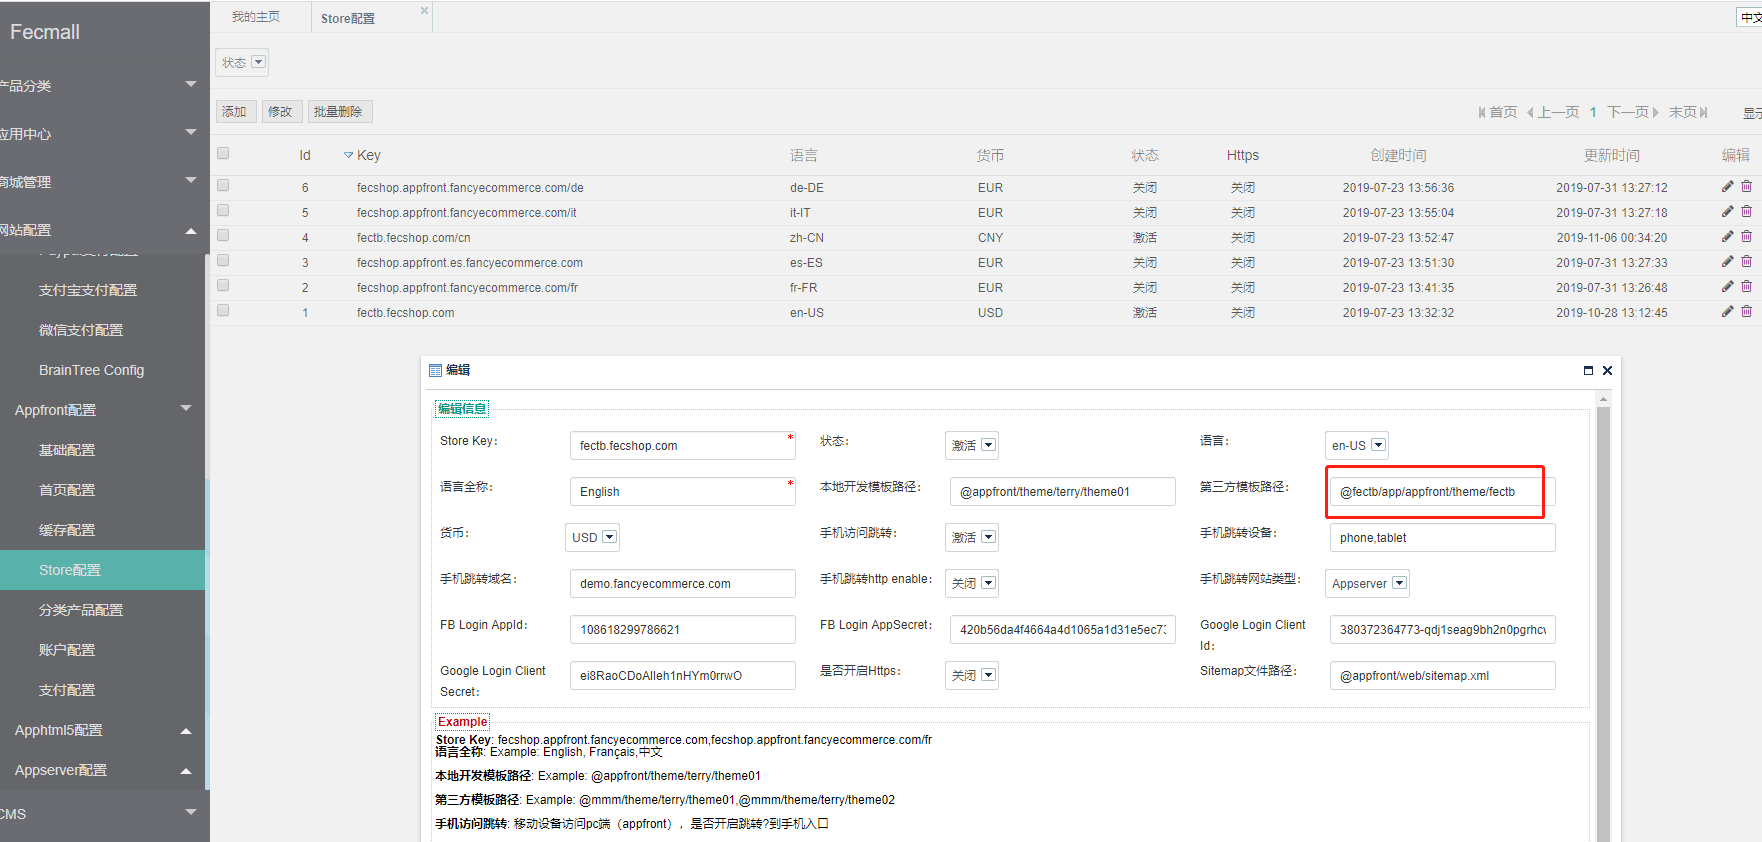 Fecmall
我的主页
Store配置
中文
状态
产品分类
应用中心
商城管理
网站配置
支付宝支付配置
微信支付配置
BrainTree Config
Appfront配置
基础配置
首页配置
缓存配置
Store配置
分类产品配置
账户配置
支付配置
Apphtml5配置
Appserver配置
CMS
添加 修改 批量删除
首页 上一页 1 下一页 末页 显示
Id Key 语言 货币 状态 Https 创建时间 更新时间 编辑
6 fecshop.appfront.fancyecommerce.com/de de-DE EUR 关闭 关闭 2019-07-23 13:56:36 2019-07-31 13:27:12
5 fecshop.appfront.fancyecommerce.com/it it-IT EUR 关闭 关闭 2019-07-23 13:55:04 2019-07-31 13:27:18
4 fectb.fecshop.com/cn zh-CN CNY 激活 关闭 2019-07-23 13:52:47 2019-11-06 00:34:20
3 fecshop.appfront.es.fancyecommerce.com es-ES EUR 关闭 关闭 2019-07-23 13:51:30 2019-07-31 13:27:33
2 fecshop.appfront.fancyecommerce.com/fr fr-FR EUR 关闭 关闭 2019-07-23 13:41:35 2019-07-31 13:26:48
1 fectb.fecshop.com en-US USD 激活 关闭 2019-07-23 13:32:32 2019-10-28 13:12:45
编辑
编辑信息
Store Key: fectb.fecshop.com * 状态: 激活 语言: en-US
语言全称: English * 本地开发模板路径: @appfront/theme/terry/theme01 第三方模板路径: @fectb/app/appfront/theme/fectb
货币: USD 手机访问跳转: 激活 手机跳转设备: phone,tablet
手机跳转域名: demo.fancyecommerce.com 手机跳转http enable: 关闭 手机跳转网站类型: Appserver
FB Login AppId: 108618299786621 FB Login AppSecret: 420b56da4f4664a4d1065a1d31e5ec73 Google Login Client Id: 380372364773-qdj1seag9bh2n0pgrhcv
Google Login Client Secret: ei8RaoCDoAlleh1nHYm0rrwO 是否开启Https: 关闭 Sitemap文件路径: @appfront/web/sitemap.xml
Example
Store Key: fecshop.appfront.fancyecommerce.com,fecshop.appfront.fancyecommerce.com/fr
语言全称: Example: English, Français,中文
本地开发模板路径: Example: @appfront/theme/terry/theme01
第三方模板路径: Example: @mmm/theme/terry/theme01,@mmm/theme/terry/theme02
手机访问跳转: 移动设备访问pc端（appfront），是否开启跳转?到手机入口